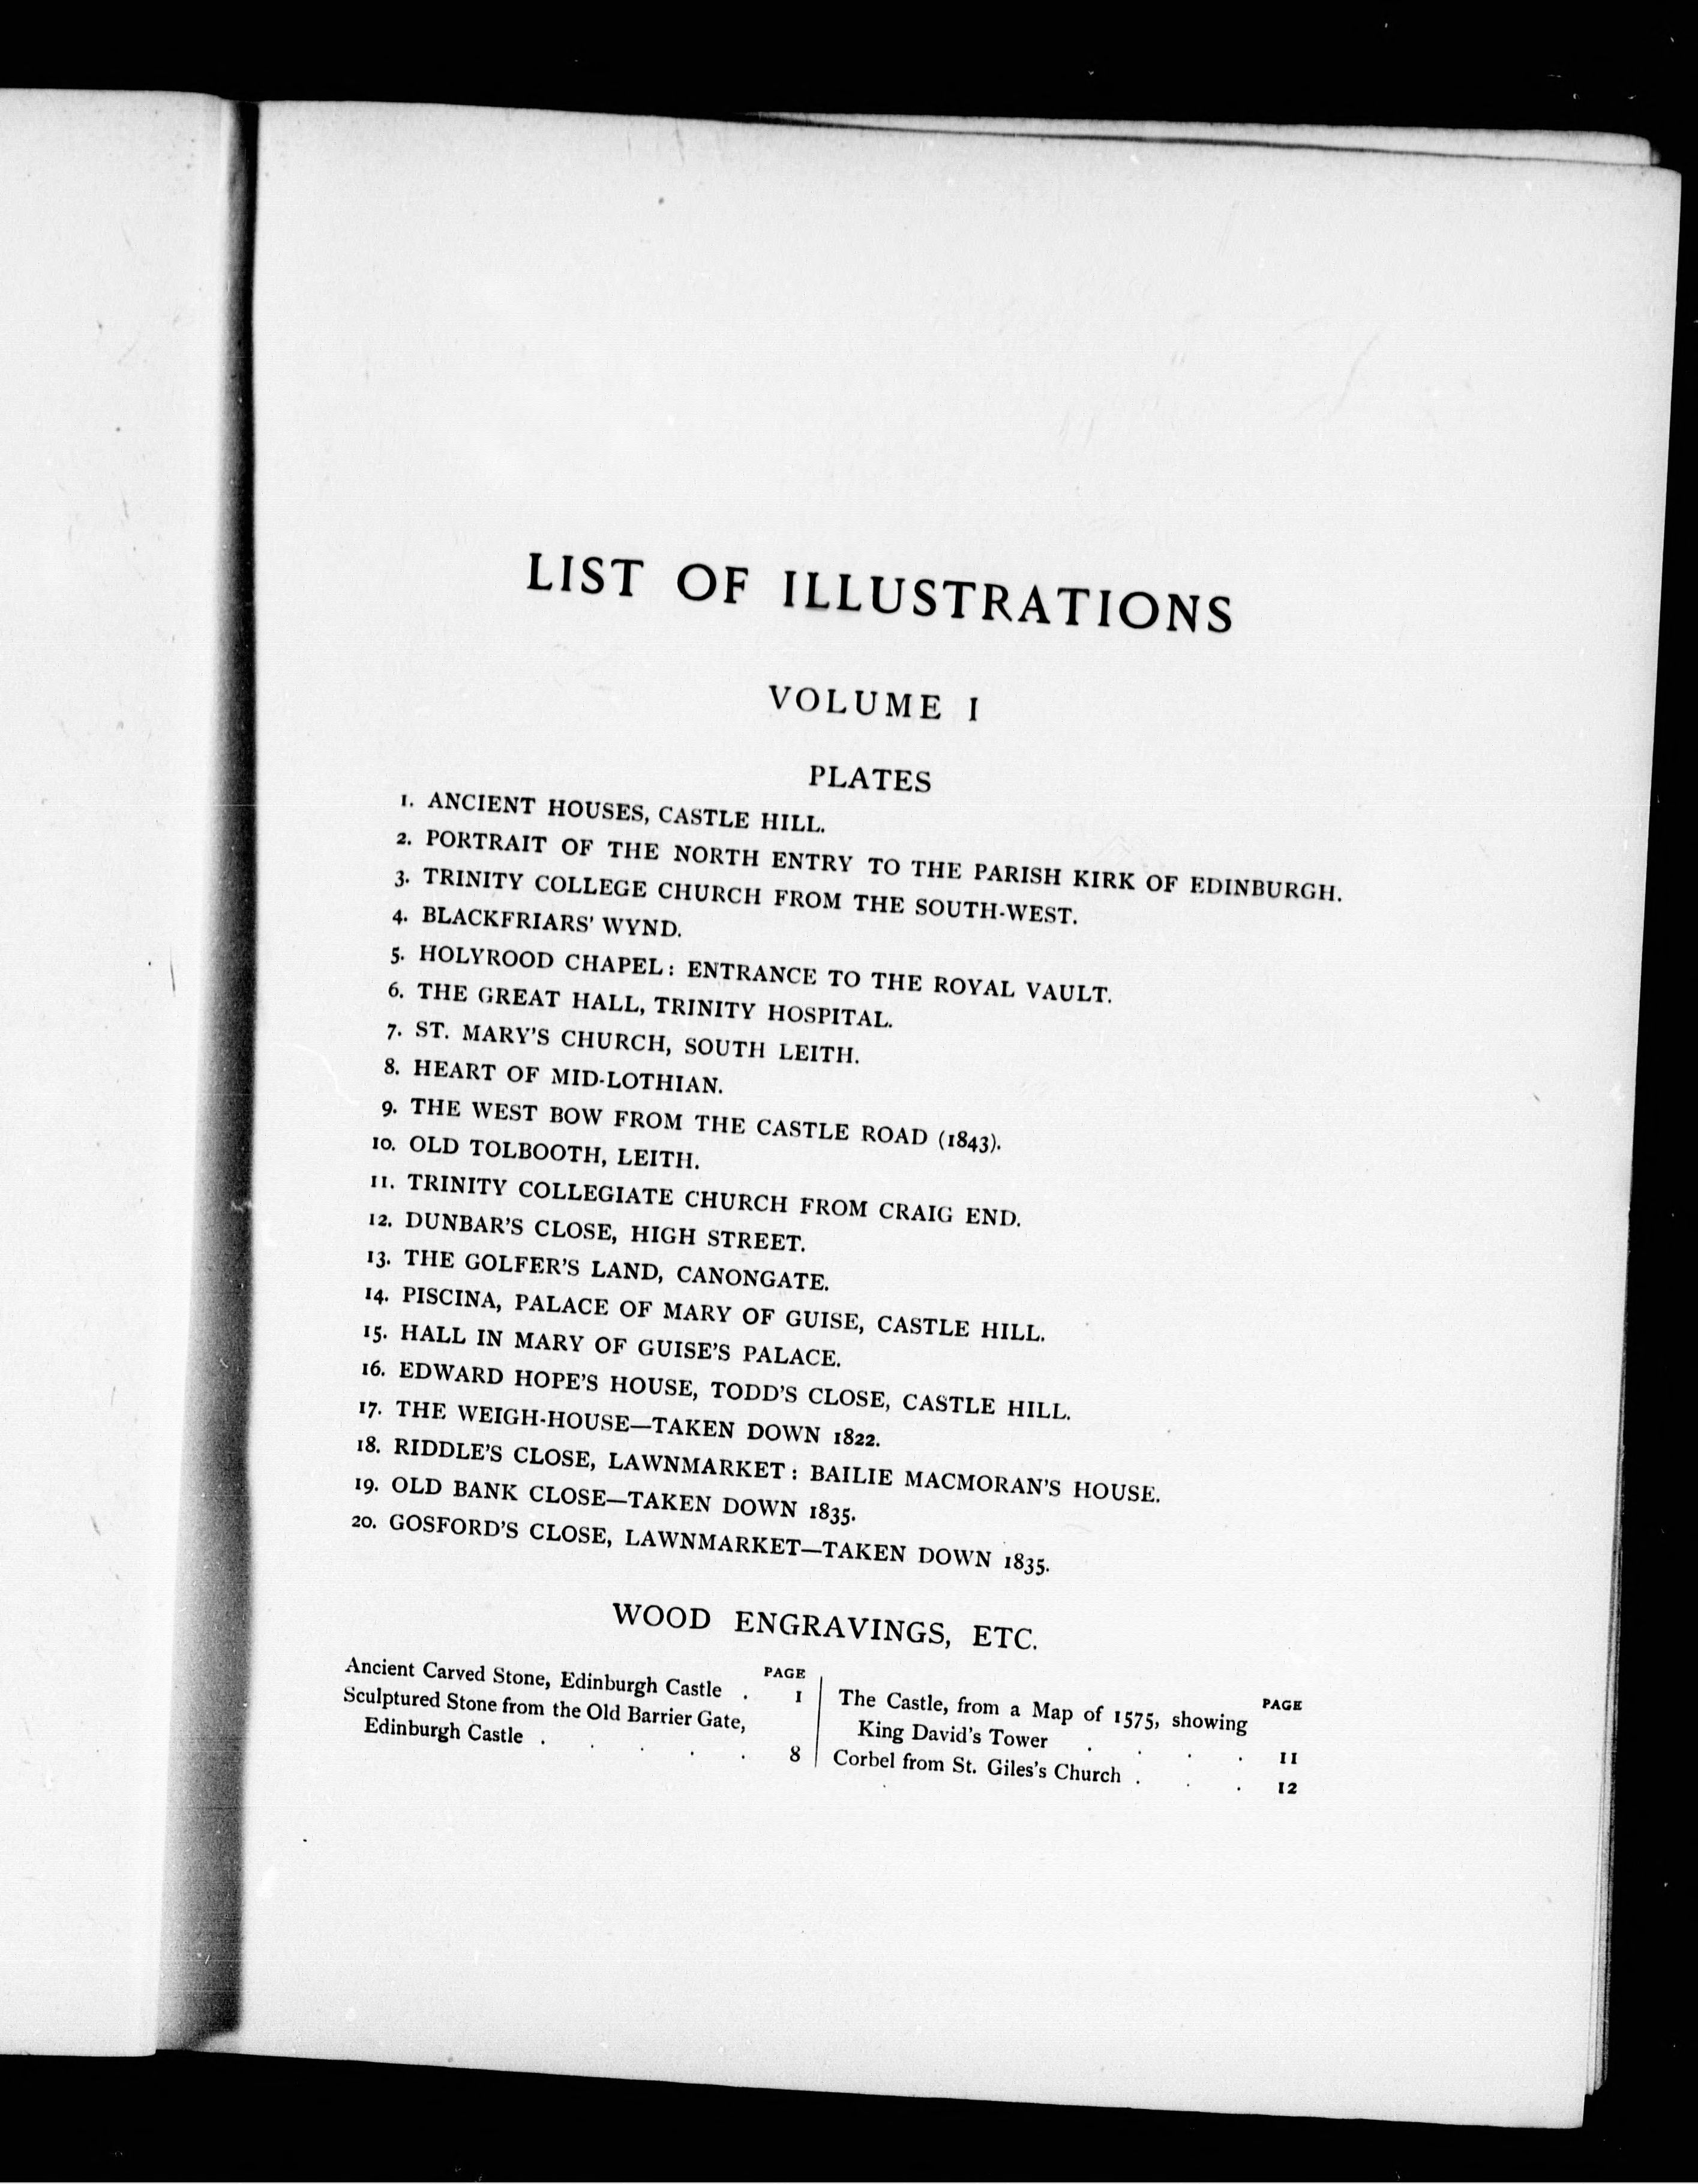 LIST OF ILLUSTRATIONS
VOLUME I
PLATES
1. ANCIENT HOUSES, CASTLE HILL.
2. PORTRAIT OF THE NORTH ENTRY TO THE PARISH KIRK OF EDINBURGH.
3. TRINITY COLLEGE CHURCH FROM THE SOUTH-WEST.
4. BLACKFRIARS' WYND.
5. HOLYROOD CHAPEL: ENTRANCE TO THE ROYAL VAULT.
6. THE GREAT HALL, TRINITY HOSPITAL.
7. ST. MARY'S CHURCH, SOUTH LEITH.
8. HEART OF MID-LOTHIAN.
9. THE WEST BOW FROM THE CASTLE ROAD (1843).
10. OLD TOLBOOTH, LEITH.
11. TRINITY COLLEGIATE CHURCH FROM CRAIG END.
12. DUNBAR'S CLOSE, HIGH STREET.
13. THE GOLFER'S LAND, CANONGATE.
14. PISCINA, PALACE OF MARY OF GUISE, CASTLE HILL.
15. HALL IN MARY OF GUISE'S PALACE.
16. EDWARD HOPE'S HOUSE, TODD'S CLOSE, CASTLE HILL.
17. THE WEIGH-HOUSE—TAKEN DOWN 1822.
18. RIDDLE'S CLOSE, LAWNMARKET: BAILIE MACMORAN'S HOUSE.
19. OLD BANK CLOSE—TAKEN DOWN 1835.
20. GOSFORD'S CLOSE, LAWNMARKET—TAKEN DOWN 1835.
WOOD ENGRAVINGS, ETC.
PAGE
Ancient Carved Stone, Edinburgh Castle . 1
Sculptured Stone from the Old Barrier Gate,
Edinburgh Castle . . . . . 8
PAGE
The Castle, from a Map of 1575, showing
King David's Tower . . . . 11
Corbel from St. Giles's Church . . . 12